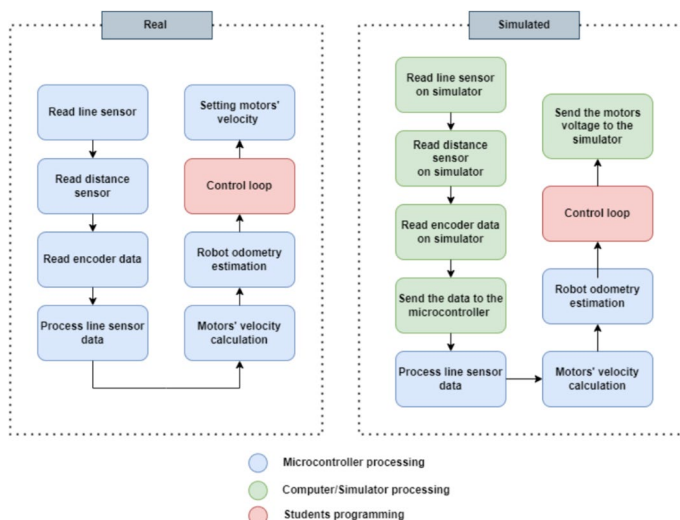 Real
Read line sensor
Read distance
sensor
Read encoder data
Process line sensor
data
Motors' velocity
calculation
Robot odometry
estimation
Control loop
Setting motors'
velocity
Simulated
Read line sensor
on simulator
Read distance
sensor
on simulator
Read encoder data
on simulator
Send the data to the
microcontroller
Process line sensor
data
Motors' velocity
calculation
Robot odometry
estimation
Control loop
Send the motors
voltage to the
simulator
Microcontroller processing
Computer/Simulator processing
Students programming